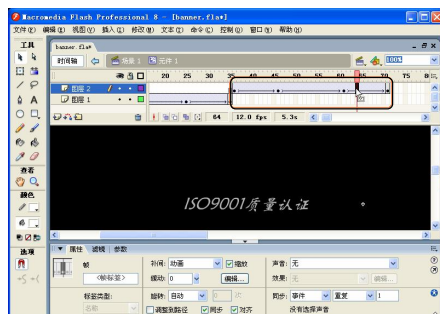 Macromedia Flash Professional 8 - [banner.fla*]
文件(F) 编辑(E) 视图(V) 插入(I) 修改(M) 文本(T) 命令(C) 控制(O) 窗口(W) 帮助(H)
工具
banner.fla*
时间轴 场景 1 元件 1 100%
20 25 30 35 40 45 50 55 60 65 70 75 8
图层 2
图层 1
64 12.0 fps 5.3s
查看
颜色
选项
ISO9001质量认证
属性 滤镜 参数
帧 补间: 动画 缩放 声音: 无
<帧标签> 缓动: 0 编辑... 效果: 无 编辑...
标签类型: 旋转: 自动 次 同步: 事件 重复 1
名称 调整到路径 同步 对齐 没有选择声音